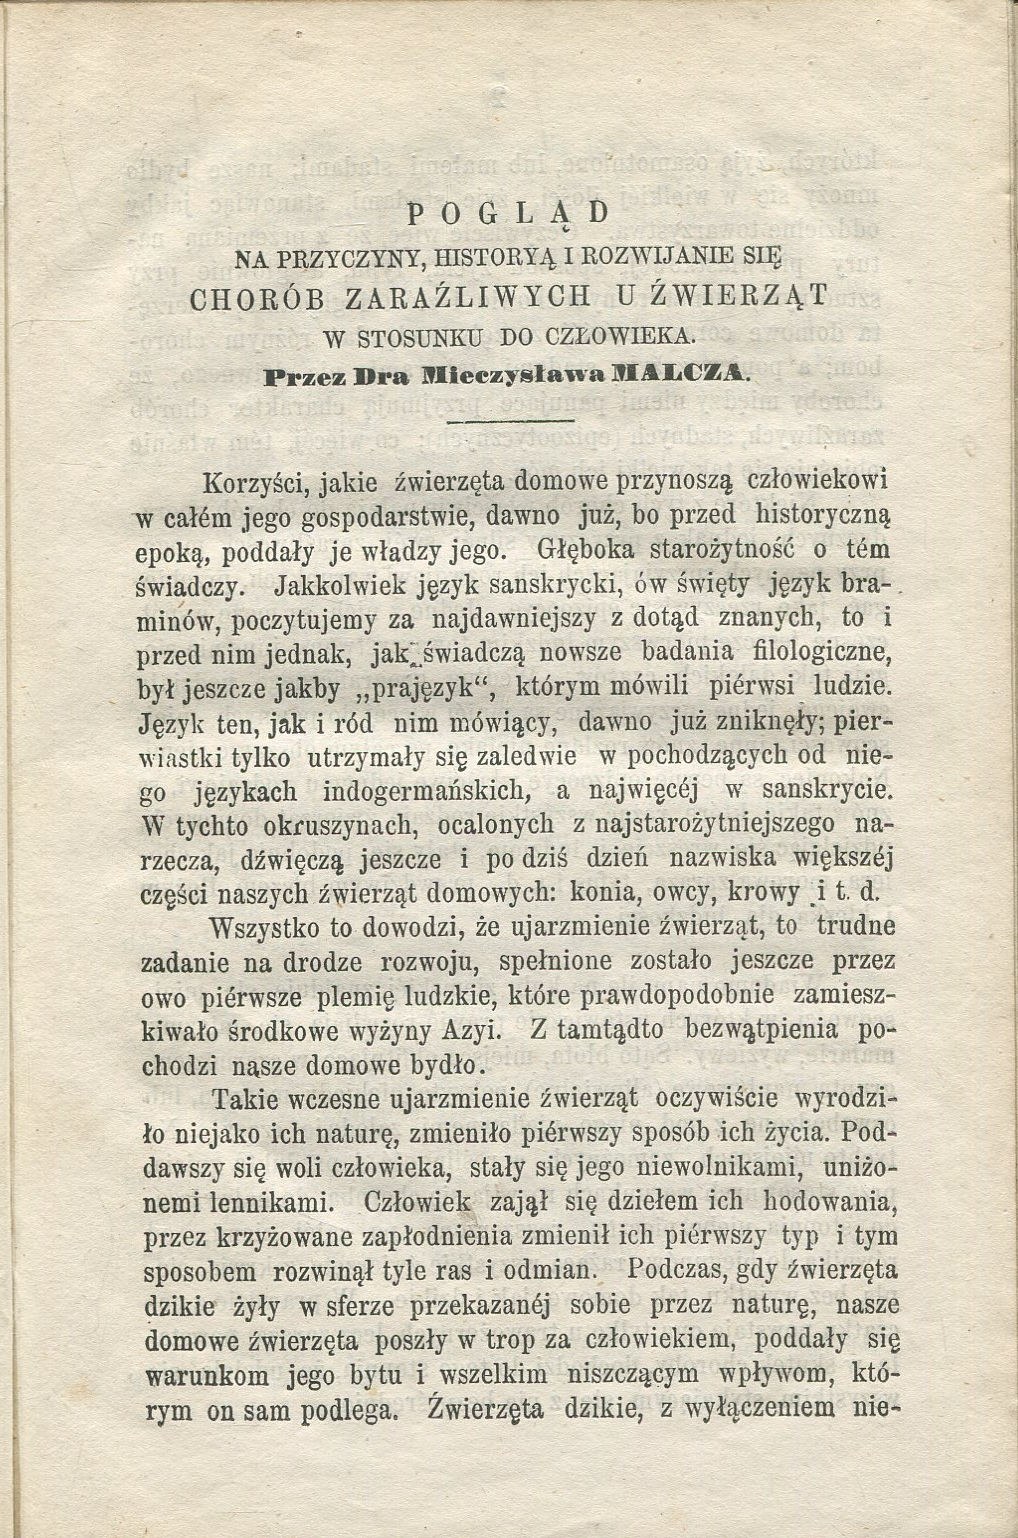 POGLĄD
NA PRZYCZYNY, HISTORYĄ I ROZWIJANIE SIĘ
CHORÓB ZARAŹLIWYCH U ŹWIERZĄT
W STOSUNKU DO CZŁOWIEKA.
Przez Dra Mieczysława MALCZA.
Korzyści, jakie źwierzęta domowe przynoszą człowiekowi
w całém jego gospodarstwie, dawno już, bo przed historyczną
epoką, poddały je władzy jego. Głęboka starożytność o tém
świadczy. Jakkolwiek język sanskrycki, ów święty język bra-
minów, poczytujemy za najdawniejszy z dotąd znanych, to i
przed nim jednak, jak świadczą nowsze badania filologiczne,
był jeszcze jakby „prajęzyk“, którym mówili piérwsi ludzie.
Język ten, jak i ród nim mówiący, dawno już zniknęły; pier-
wiastki tylko utrzymały się zaledwie w pochodzących od nie-
go językach indogermańskich, a najwięcéj w sanskrycie.
W tychto okruszynach, ocalonych z najstarożytniejszego na-
rzecza, dźwięczą jeszcze i po dziś dzień nazwiska większéj
części naszych źwierząt domowych: konia, owcy, krowy i t. d.
Wszystko to dowodzi, że ujarzmienie źwierząt, to trudne
zadanie na drodze rozwoju, spełnione zostało jeszcze przez
owo piérwsze plemię ludzkie, które prawdopodobnie zamiesz-
kiwało środkowe wyżyny Azyi. Z tamtądto bezwątpienia po-
chodzi nasze domowe bydło.
Takie wczesne ujarzmienie źwierząt oczywiście wyrodzi-
ło niejako ich naturę, zmieniło piérwszy sposób ich życia. Pod-
dawszy się woli człowieka, stały się jego niewolnikami, uniżo-
nemi lennikami. Człowiek zajął się dziełem ich hodowania,
przez krzyżowane zapłodnienia zmienił ich piérwszy typ i tym
sposobem rozwinął tyle ras i odmian. Podczas, gdy źwierzęta
dzikie żyły w sferze przekazanéj sobie przez naturę, nasze
domowe źwierzęta poszły w trop za człowiekiem, poddały się
warunkom jego bytu i wszelkim niszczącym wpływom, któ-
rym on sam podlega. Źwierzęta dzikie, z wyłączeniem nie-